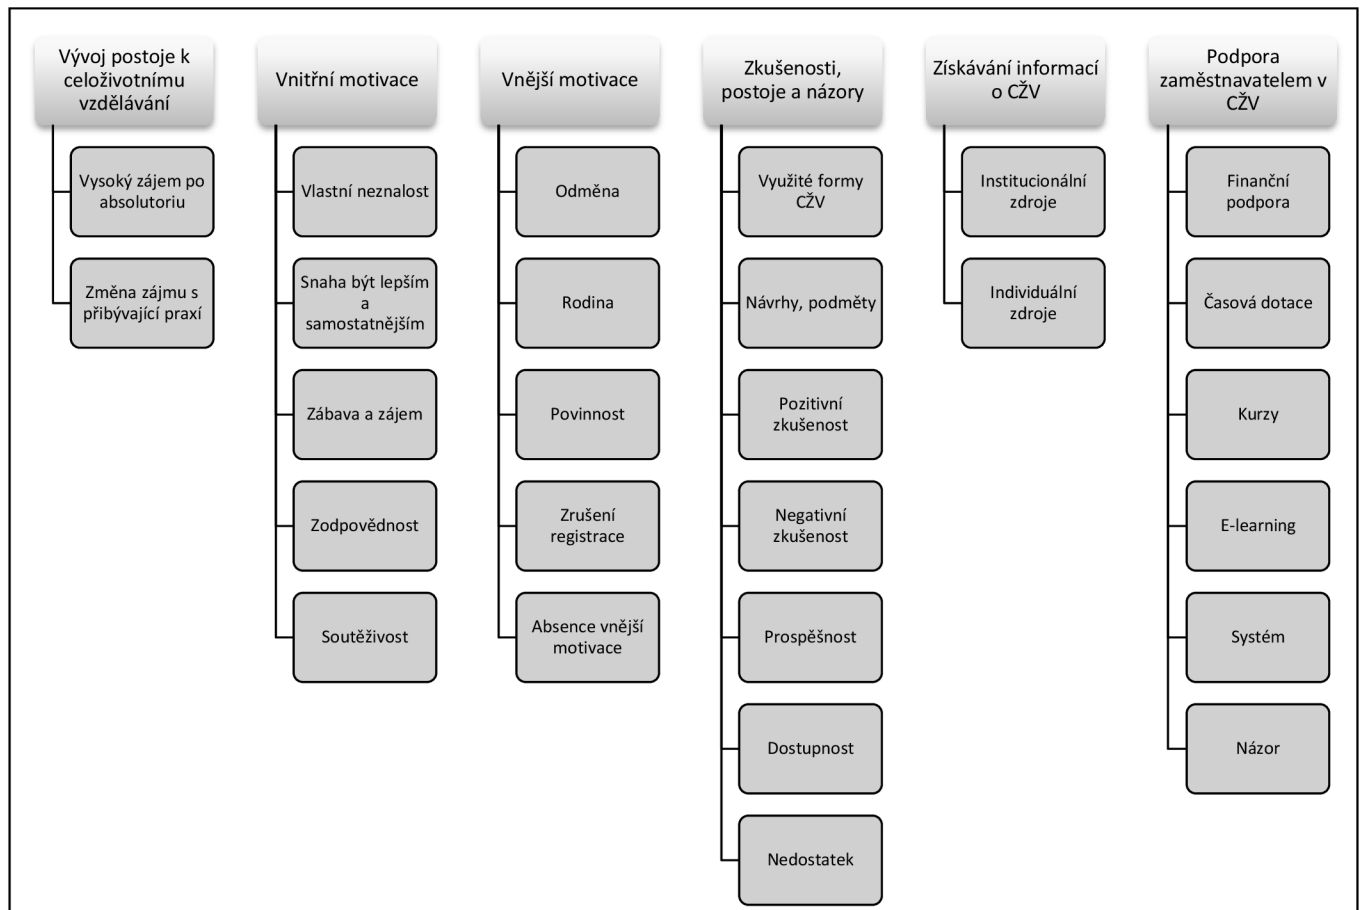 Vývoj postoje k
celoživotnímu
vzdělávání
Vysoký zájem po
absolutoriu
Změna zájmu s
přibývající praxí
Vnitřní motivace
Vlastní neznalost
Snaha být lepším
a
samostatnějším
Zábava a zájem
Zodpovědnost
Soutěživost
Vnější motivace
Odměna
Rodina
Povinnost
Zrušení
registrace
Absence vnější
motivace
Zkušenosti,
postoje a názory
Využité formy
CŽV
Návrhy, podměty
Pozitivní
zkušenost
Negativní
zkušenost
Prospěšnost
Dostupnost
Nedostatek
Získávání informací
o CŽV
Institucionální
zdroje
Individuální
zdroje
Podpora
zaměstnavatelem v
CŽV
Finanční
podpora
Časová dotace
Kurzy
E-learning
Systém
Názor